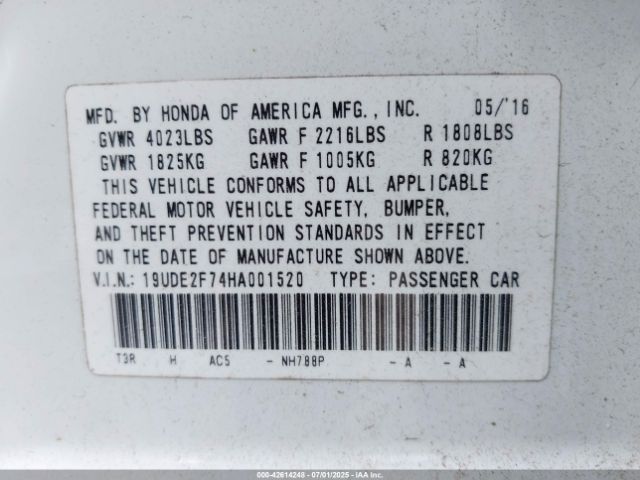 MFD. BY HONDA OF AMERICA MFG., INC. 05/'16
GVWR 4023LBS GAWR F 2216LBS R 1808LBS
GVWR 1825KG GAWR F 1005KG R 820KG
THIS VEHICLE CONFORMS TO ALL APPLICABLE
FEDERAL MOTOR VEHICLE SAFETY, BUMPER,
AND THEFT PREVENTION STANDARDS IN EFFECT
ON THE DATE OF MANUFACTURE SHOWN ABOVE.
V.I.N.: 19UDE2F74HA001520 TYPE: PASSENGER CAR
T3R H AC5 - NH788P - A - A
000-42614248 - 07/01/2025 - IAA Inc.